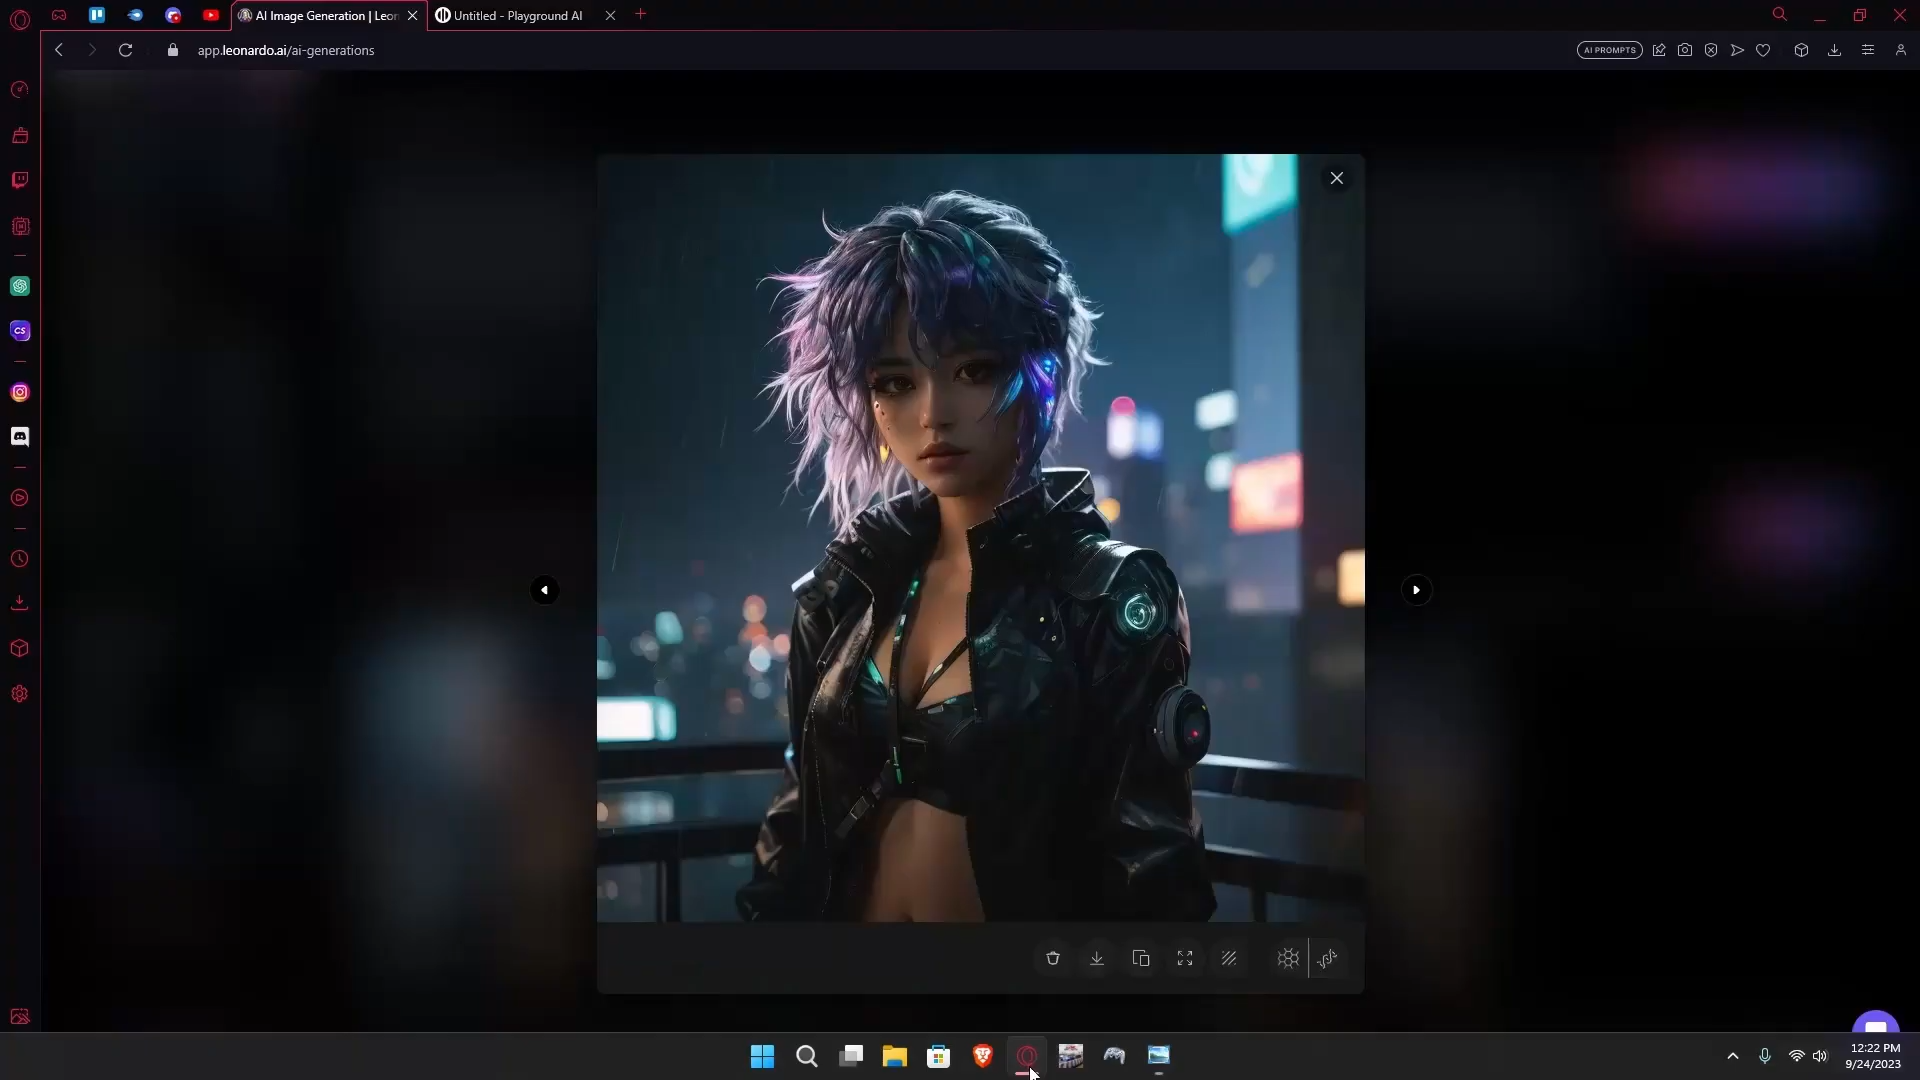 AI Image Generation | Leon
Untitled - Playground AI
app.leonardo.ai/ai-generations
AI PROMPTS
CS
12:22 PM
9/24/2023